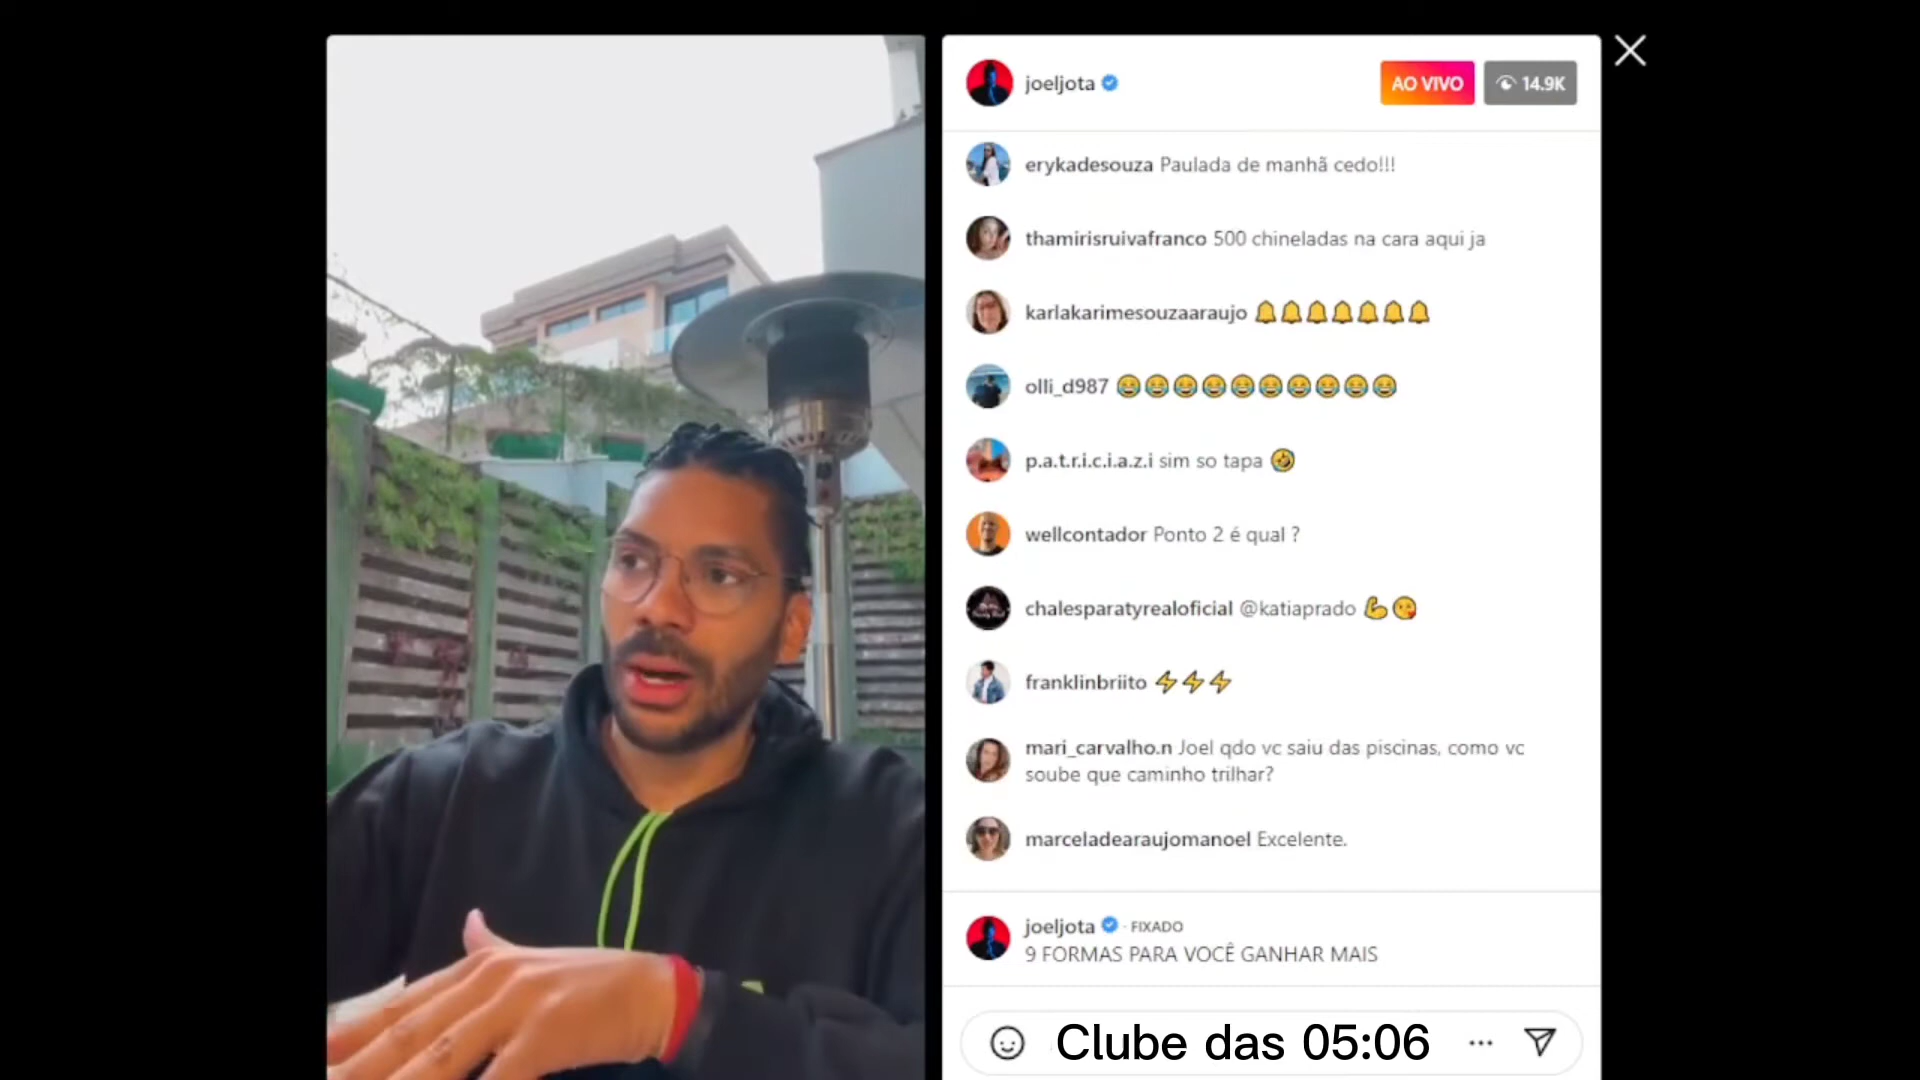 joeljota
AO VIVO
14.9K
erykadesouza Paulada de manhã cedo!!!
thamirisruivafranco 500 chineladas na cara aqui ja
karlakarimesouzaaraujo 🔔🔔🔔🔔🔔🔔🔔
olli_d987 😂😂😂😂😂😂😂😂😂😂
p.a.t.r.i.c.i.a.z.i sim so tapa 🤣
wellcontador Ponto 2 é qual ?
chalesparatyrealoficial @katiaprado 💪😘
franklinbriito ⚡⚡⚡
mari_carvalho.n Joel qdo vc saiu das piscinas, como vc
soube que caminho trilhar?
marceladearaujomanoel Excelente.
joeljota · FIXADO
9 FORMAS PARA VOCÊ GANHAR MAIS
Clube das 05:06